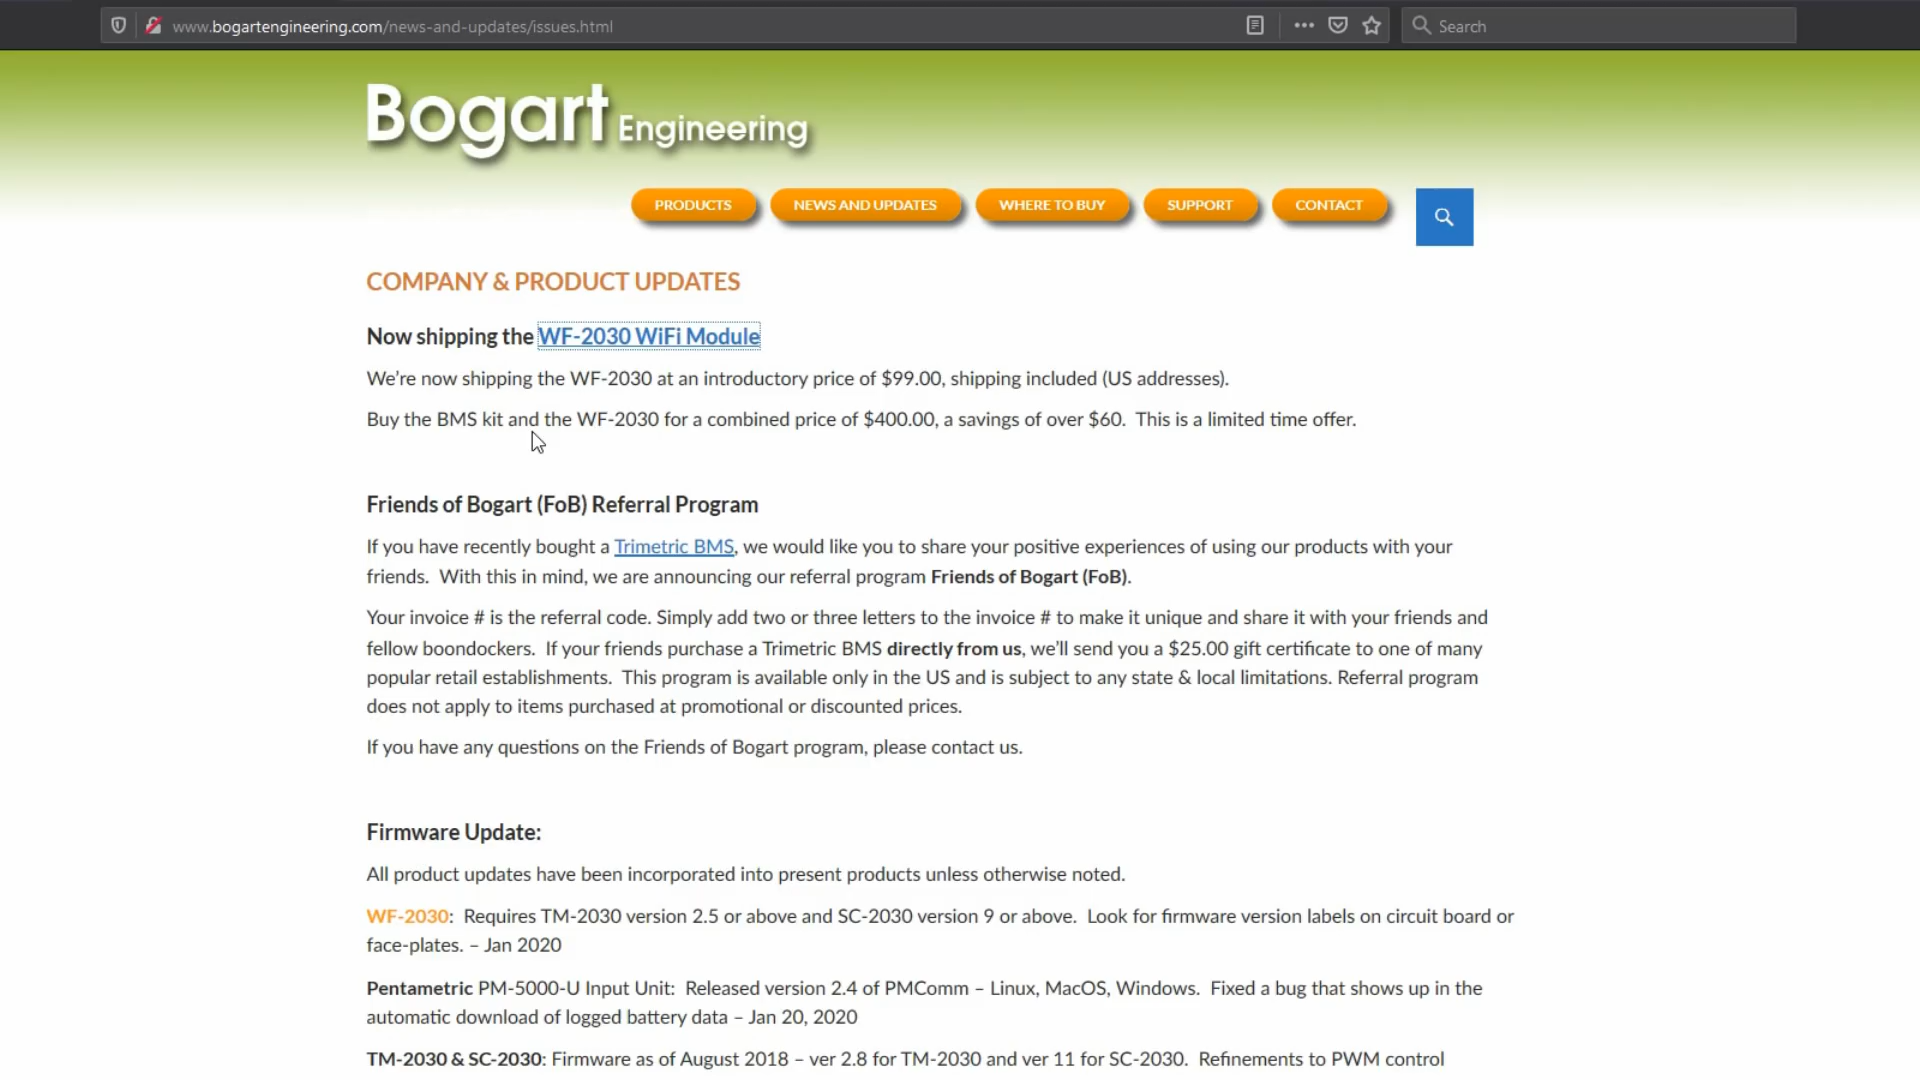 www.bogartengineering.com/news-and-updates/issues.html
Search
Bogart Engineering
PRODUCTS
NEWS AND UPDATES
WHERE TO BUY
SUPPORT
CONTACT
COMPANY & PRODUCT UPDATES
Now shipping the WF-2030 WiFi Module
We're now shipping the WF-2030 at an introductory price of $99.00, shipping included (US addresses).
Buy the BMS kit and the WF-2030 for a combined price of $400.00, a savings of over $60.  This is a limited time offer.
Friends of Bogart (FoB) Referral Program
If you have recently bought a Trimetric BMS, we would like you to share your positive experiences of using our products with your
friends.  With this in mind, we are announcing our referral program Friends of Bogart (FoB).
Your invoice # is the referral code. Simply add two or three letters to the invoice # to make it unique and share it with your friends and
fellow boondockers.  If your friends purchase a Trimetric BMS directly from us, we'll send you a $25.00 gift certificate to one of many
popular retail establishments.  This program is available only in the US and is subject to any state & local limitations. Referral program
does not apply to items purchased at promotional or discounted prices.
If you have any questions on the Friends of Bogart program, please contact us.
Firmware Update:
All product updates have been incorporated into present products unless otherwise noted.
WF-2030:  Requires TM-2030 version 2.5 or above and SC-2030 version 9 or above.  Look for firmware version labels on circuit board or
face-plates. – Jan 2020
Pentametric PM-5000-U Input Unit:  Released version 2.4 of PMComm – Linux, MacOS, Windows.  Fixed a bug that shows up in the
automatic download of logged battery data – Jan 20, 2020
TM-2030 & SC-2030: Firmware as of August 2018 – ver 2.8 for TM-2030 and ver 11 for SC-2030.  Refinements to PWM control